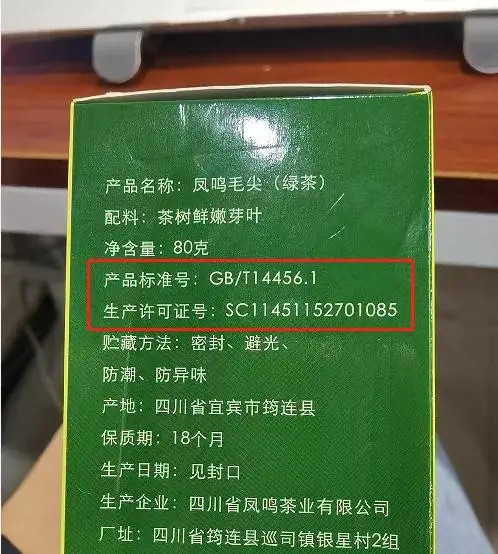 产品名称：凤鸣毛尖（绿茶）
配料：茶树鲜嫩芽叶
净含量：80克
产品标准号：GB/T14456.1
生产许可证号：SC11451152701085
贮藏方法：密封、避光、
防潮、防异味
产地：四川省宜宾市筠连县
保质期：18个月
生产日期：见封口
生产企业：四川省凤鸣茶业有限公司
厂址：四川省筠连县巡司镇银星村2组